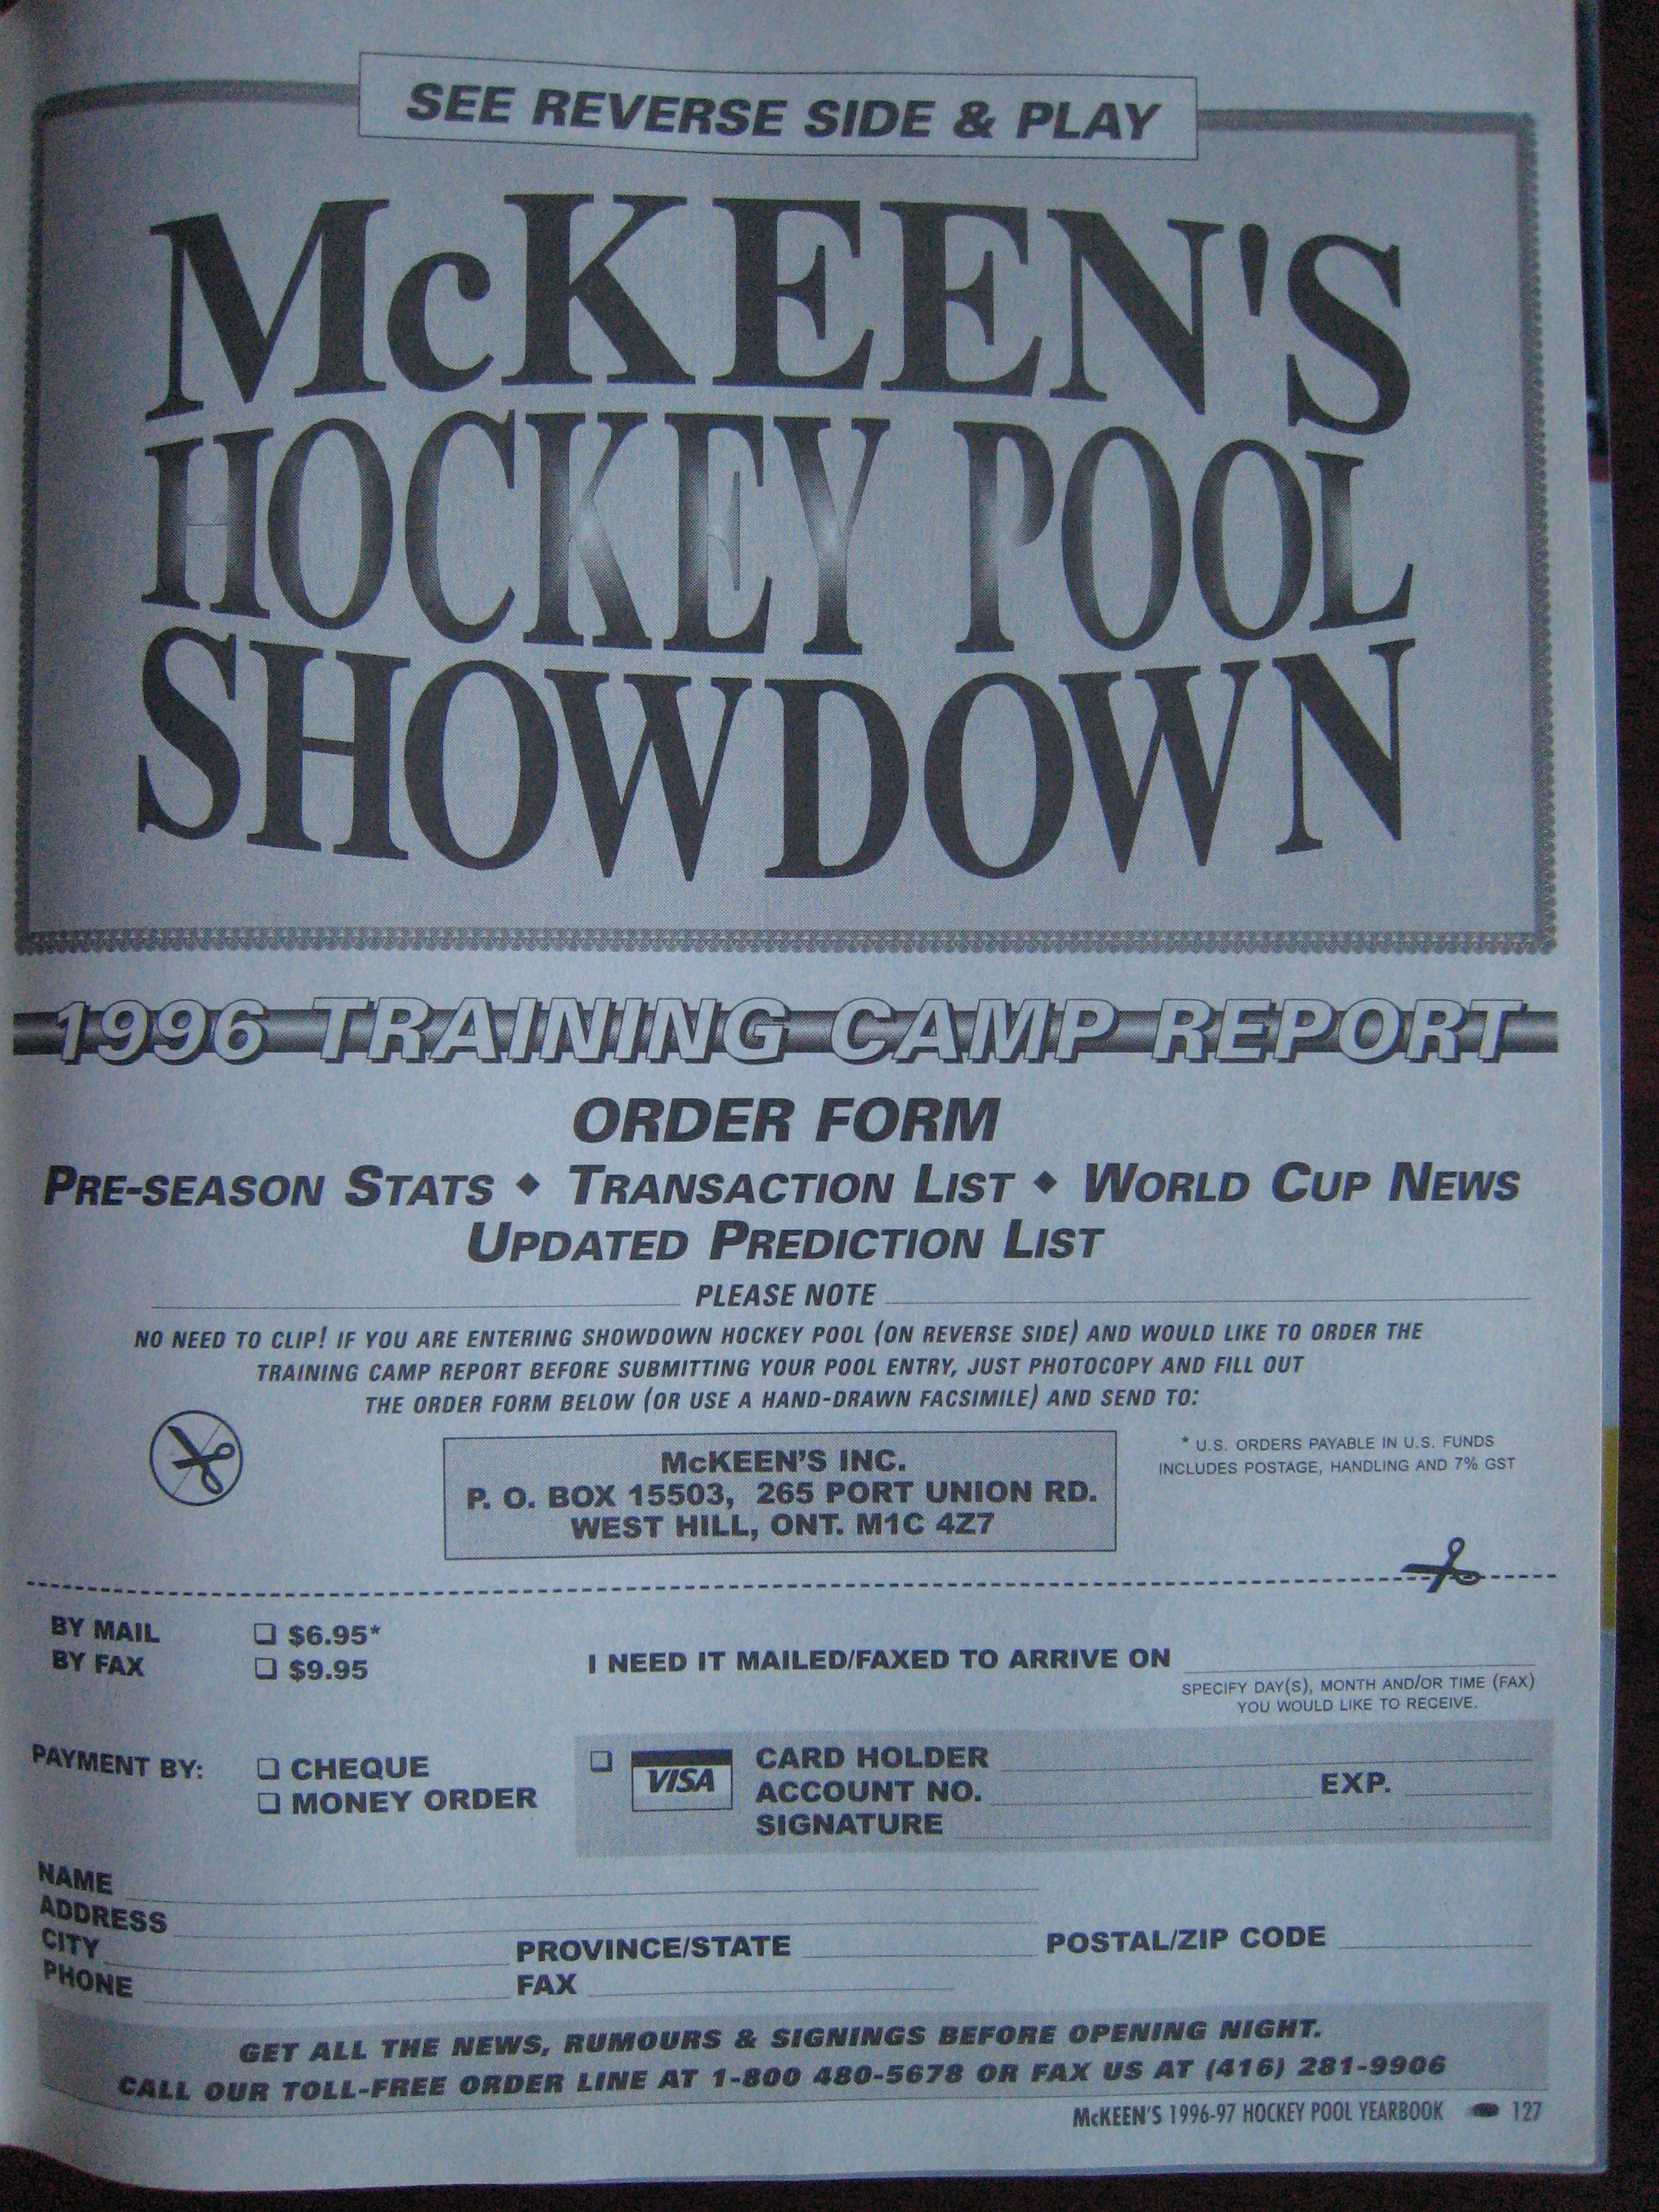 SEE REVERSE SIDE & PLAY
McKEEN'S
HOCKEY POOL
SHOWDOWN
1996 TRAINING CAMP REPORT
ORDER FORM
PRE-SEASON STATS ◆ TRANSACTION LIST ◆ WORLD CUP NEWS
UPDATED PREDICTION LIST
PLEASE NOTE
NO NEED TO CLIP! IF YOU ARE ENTERING SHOWDOWN HOCKEY POOL (ON REVERSE SIDE) AND WOULD LIKE TO ORDER THE
TRAINING CAMP REPORT BEFORE SUBMITTING YOUR POOL ENTRY, JUST PHOTOCOPY AND FILL OUT
THE ORDER FORM BELOW (OR USE A HAND-DRAWN FACSIMILE) AND SEND TO:
McKEEN'S INC.
P. O. BOX 15503, 265 PORT UNION RD.
WEST HILL, ONT. M1C 4Z7
* U.S. ORDERS PAYABLE IN U.S. FUNDS
INCLUDES POSTAGE, HANDLING AND 7% GST
BY MAIL ❑ $6.95*
BY FAX ❑ $9.95
I NEED IT MAILED/FAXED TO ARRIVE ON
SPECIFY DAY(S), MONTH AND/OR TIME (FAX)
YOU WOULD LIKE TO RECEIVE.
PAYMENT BY: ❑ CHEQUE
❑ MONEY ORDER
❑ VISA
CARD HOLDER
ACCOUNT NO. EXP.
SIGNATURE
NAME
ADDRESS
CITY PROVINCE/STATE POSTAL/ZIP CODE
PHONE FAX
GET ALL THE NEWS, RUMOURS & SIGNINGS BEFORE OPENING NIGHT.
CALL OUR TOLL-FREE ORDER LINE AT 1-800 480-5678 OR FAX US AT (416) 281-9906
McKEEN'S 1996-97 HOCKEY POOL YEARBOOK 127